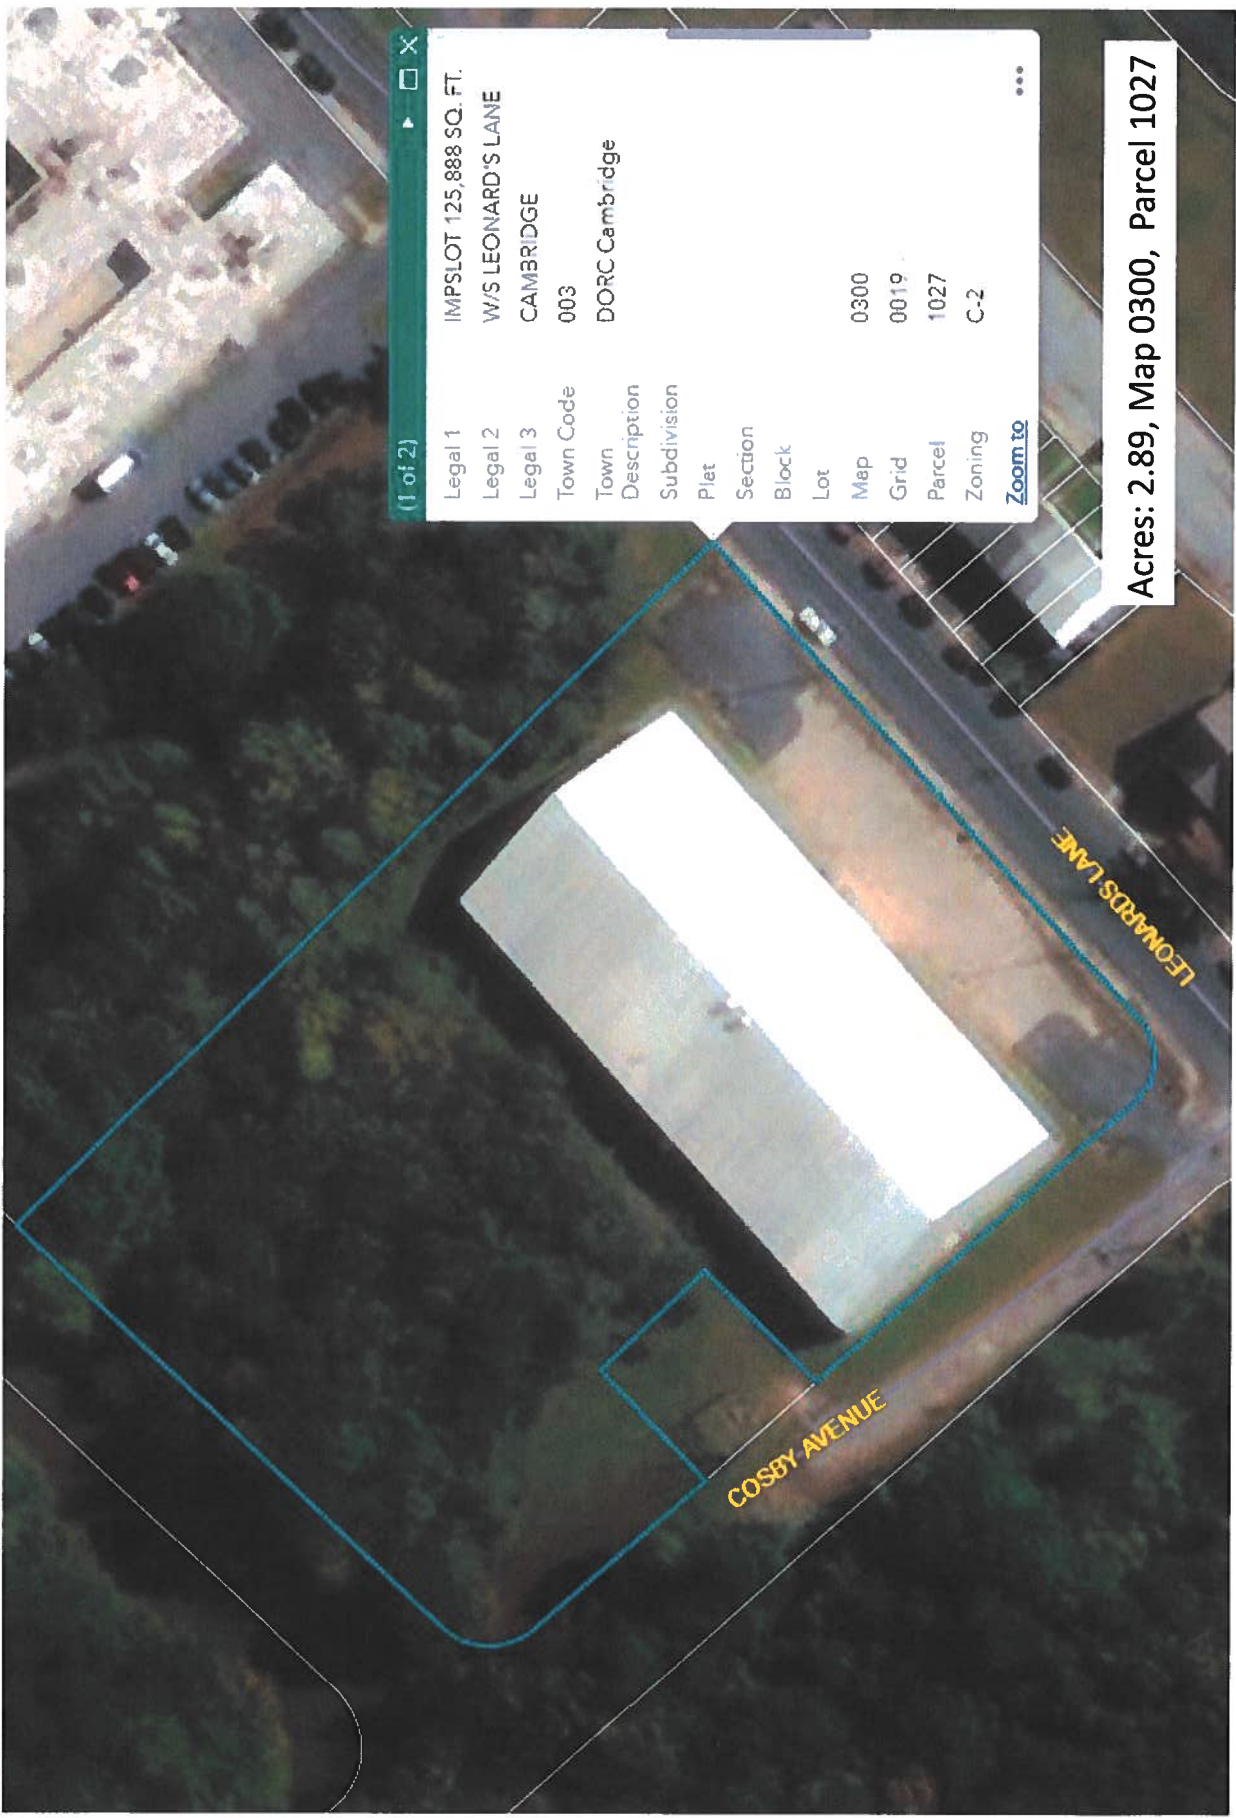 (1 of 2)
Legal 1 IMPSLOT 125,888 SQ. FT.
Legal 2 W/S LEONARD'S LANE
Legal 3 CAMBRIDGE
Town Code 003
Town DORC Cambridge
Description
Subdivision
Plat
Section
Block
Lot
Map 0300
Grid 0019
Parcel 1027
Zoning C-2
Zoom to
•••
Acres: 2.89, Map 0300, Parcel 1027
LEONARDS LANE
COSBY AVENUE